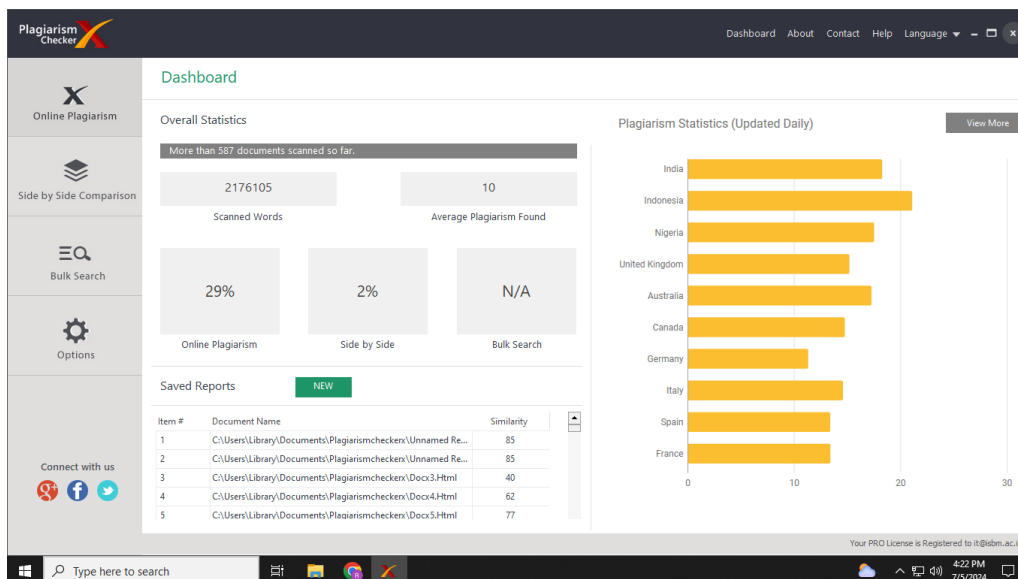 Plagiarism
Checker
Dashboard About Contact Help Language
Online Plagiarism
Side by Side Comparison
Bulk Search
Options
Connect with us
Dashboard
Overall Statistics
More than 587 documents scanned so far.
2176105 10
Scanned Words Average Plagiarism Found
29% 2% N/A
Online Plagiarism Side by Side Bulk Search
Saved Reports NEW
Item # Document Name Similarity
1 C:\Users\Library\Documents\Plagiarismcheckerx\Unnamed Re... 85
2 C:\Users\Library\Documents\Plagiarismcheckerx\Unnamed Re... 85
3 C:\Users\Library\Documents\Plagiarismcheckerx\Docx3.Html 40
4 C:\Users\Library\Documents\Plagiarismcheckerx\Docx4.Html 62
5 C:\Users\Library\Documents\Plagiarismcheckerx\Docx5.Html 77
Plagiarism Statistics (Updated Daily) View More
India
Indonesia
Nigeria
United Kingdom
Australia
Canada
Germany
Italy
Spain
France
0 10 20 30
Your PRO License is Registered to it@isbm.ac.i
Type here to search
4:22 PM
7/5/2024